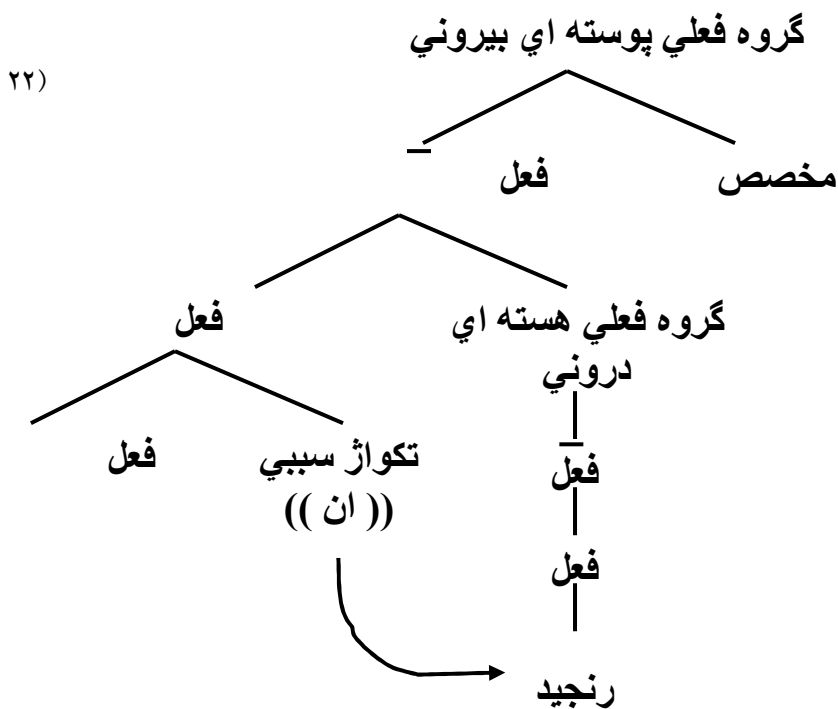 گروه فعلي پوسته اي بيروني
(۲۲
مخصص
فعل
گروه فعلي هسته اي
دروني
فعل
تكواژ سببي
(( ان ))
فعل
فعل
فعل
رنجيد